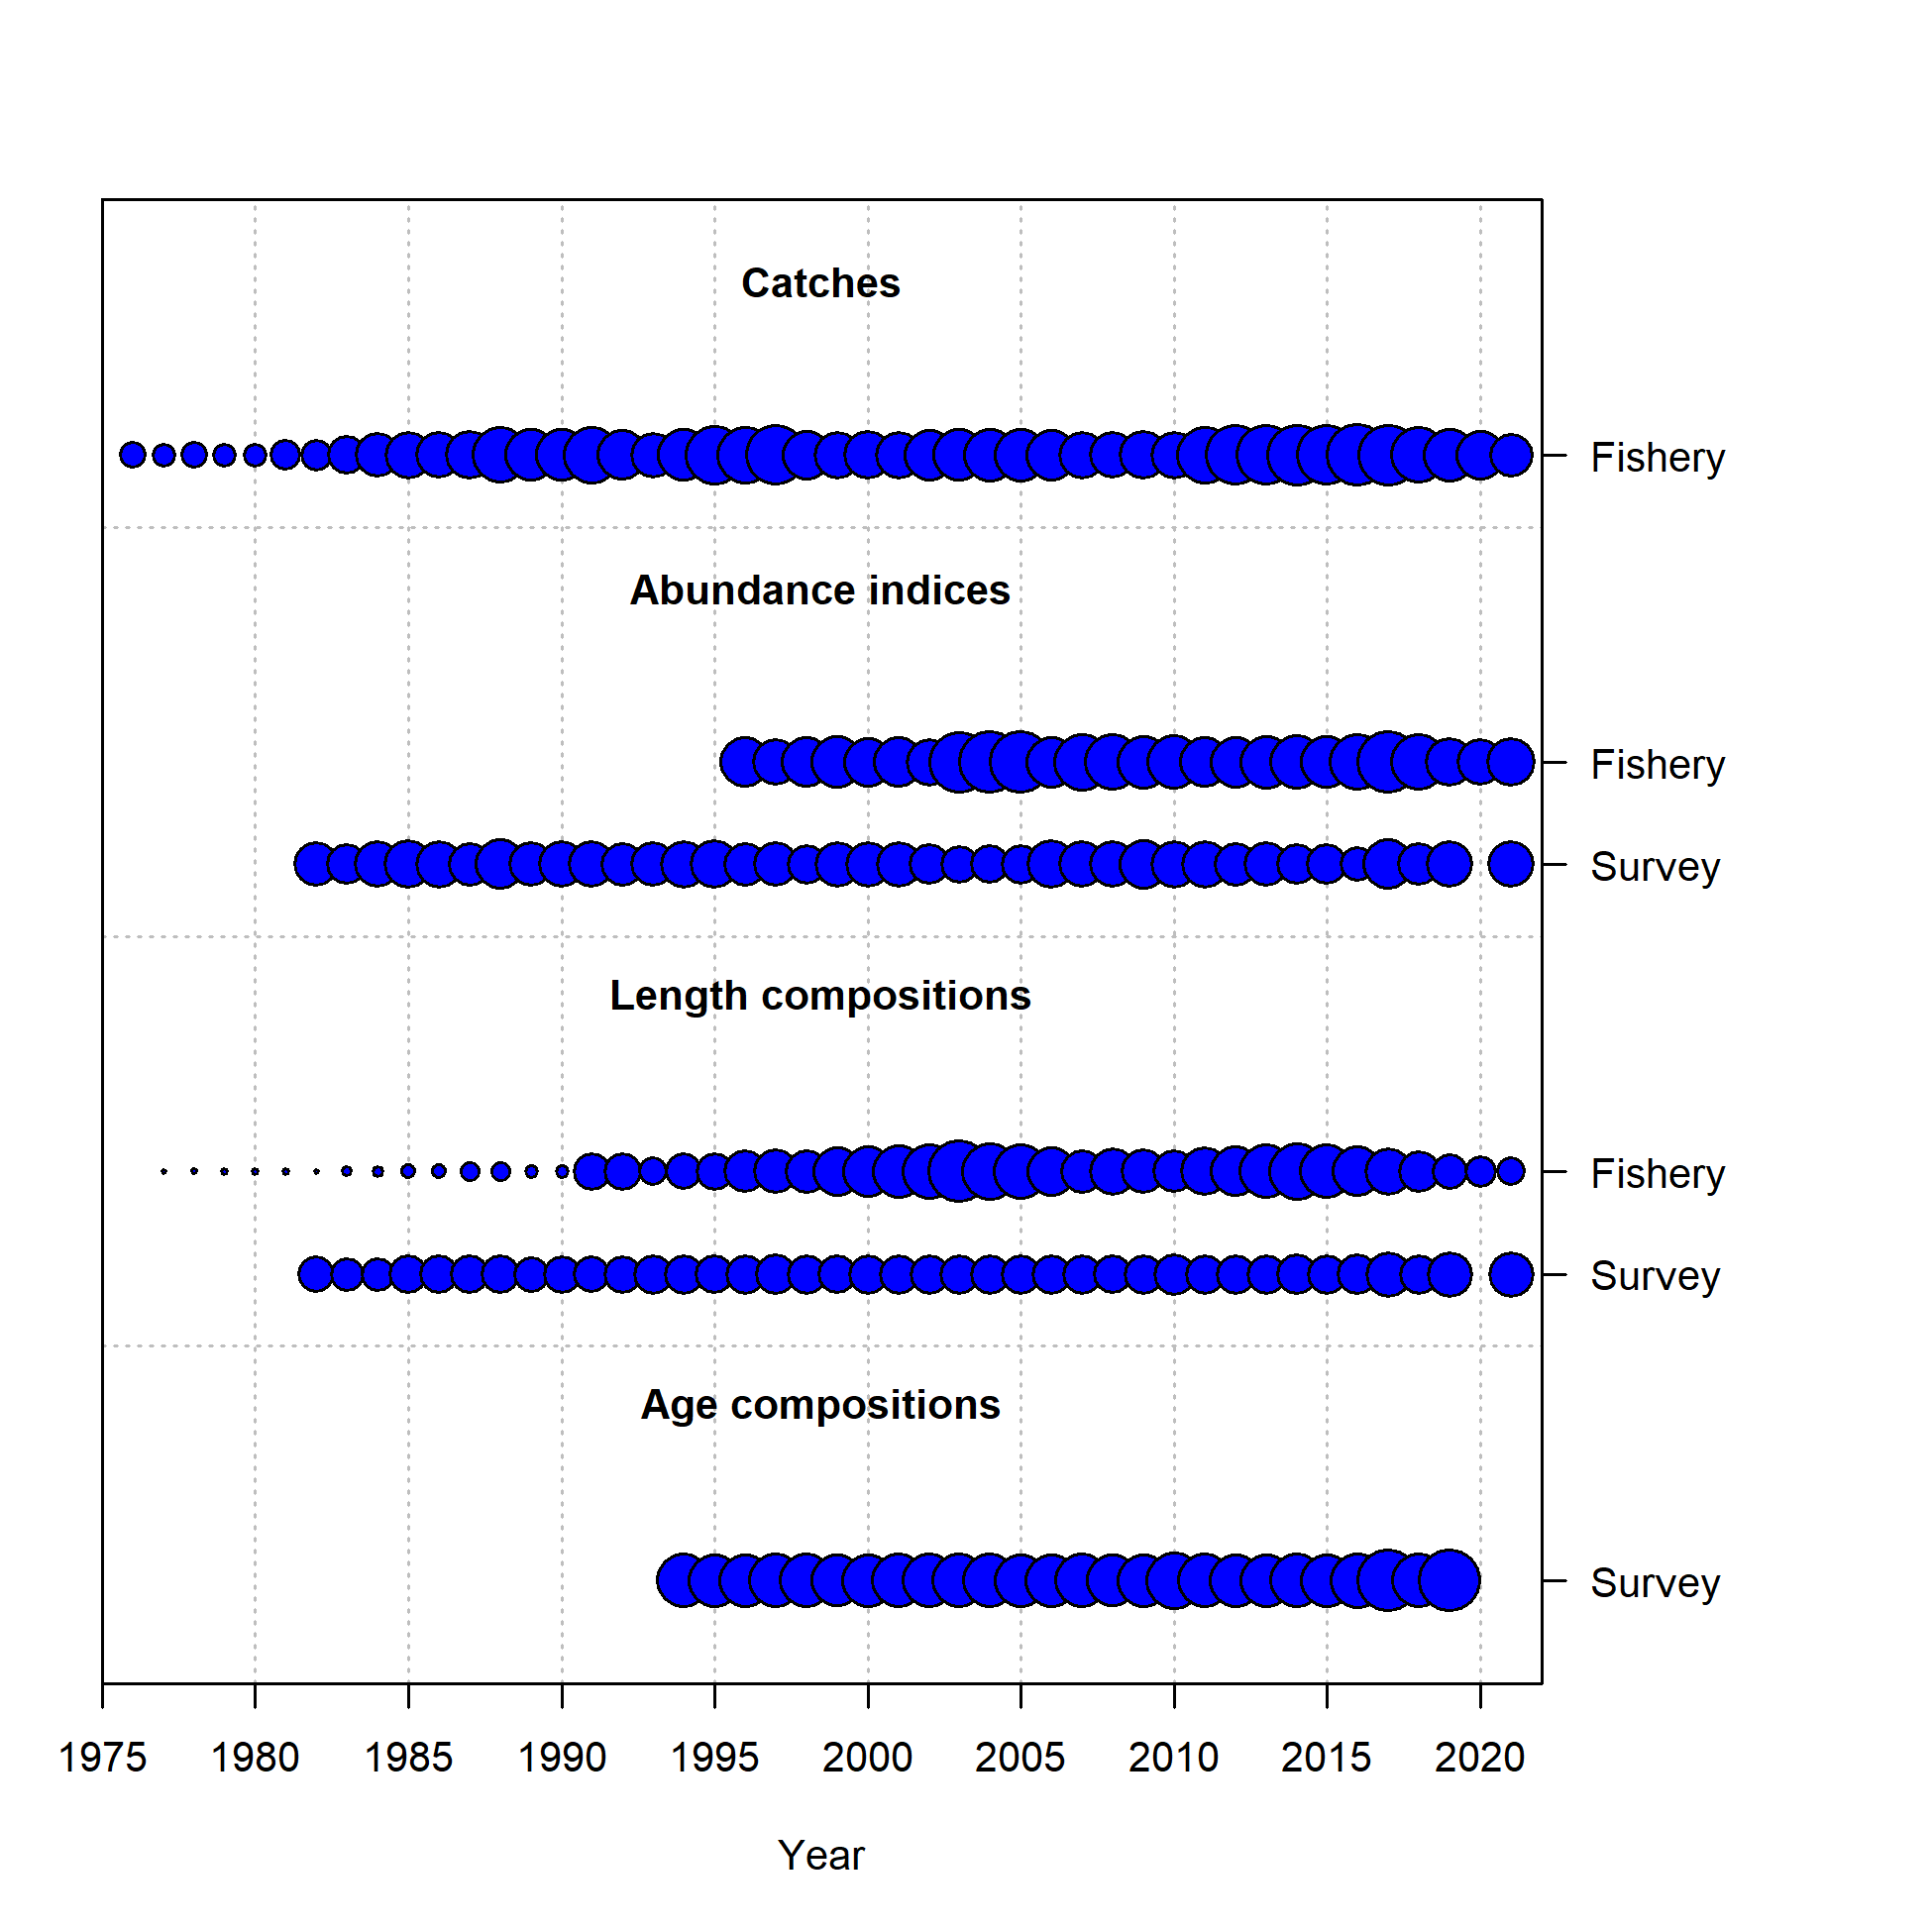 Catches
Fishery
Abundance indices
Fishery
Survey
Length compositions
Fishery
Survey
Age compositions
Survey
1975 1980 1985 1990 1995 2000 2005 2010 2015 2020
Year